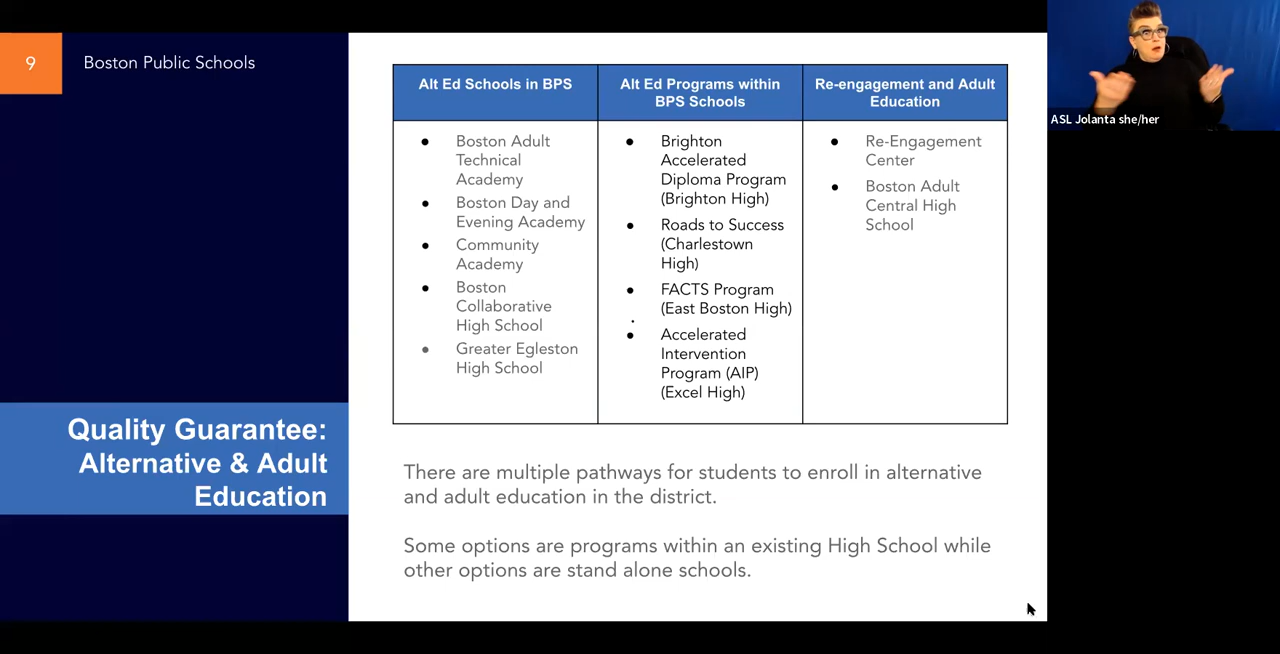 9
Boston Public Schools
Quality Guarantee:
Alternative & Adult
Education
Alt Ed Schools in BPS
Boston Adult
Technical
Academy
Boston Day and
Evening Academy
Community
Academy
Boston
Collaborative
High School
Greater Egleston
High School
Alt Ed Programs within
BPS Schools
Brighton
Accelerated
Diploma Program
(Brighton High)
Roads to Success
(Charlestown
High)
FACTS Program
(East Boston High)
Accelerated
Intervention
Program (AIP)
(Excel High)
Re-engagement and Adult
Education
Re-Engagement
Center
Boston Adult
Central High
School
There are multiple pathways for students to enroll in alternative
and adult education in the district.
Some options are programs within an existing High School while
other options are stand alone schools.
ASL Jolanta she/her